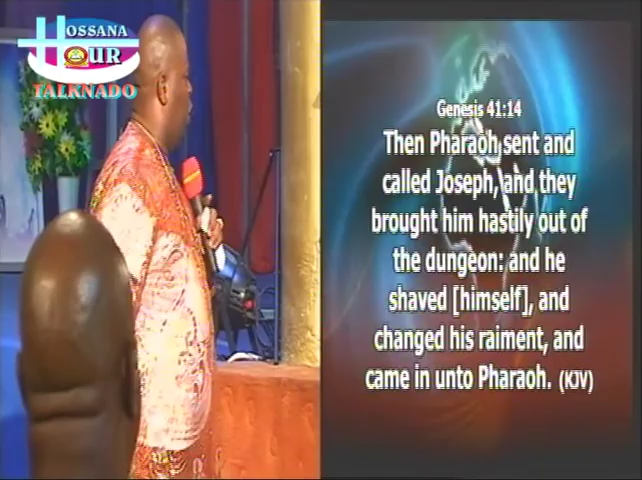 HOSSANA
HOUR
TALKNADO
Genesis 41:14
Then Pharaoh sent and
called Joseph, and they
brought him hastily out of
the dungeon: and he
shaved [himself], and
changed his raiment, and
came in unto Pharaoh. (KJV)